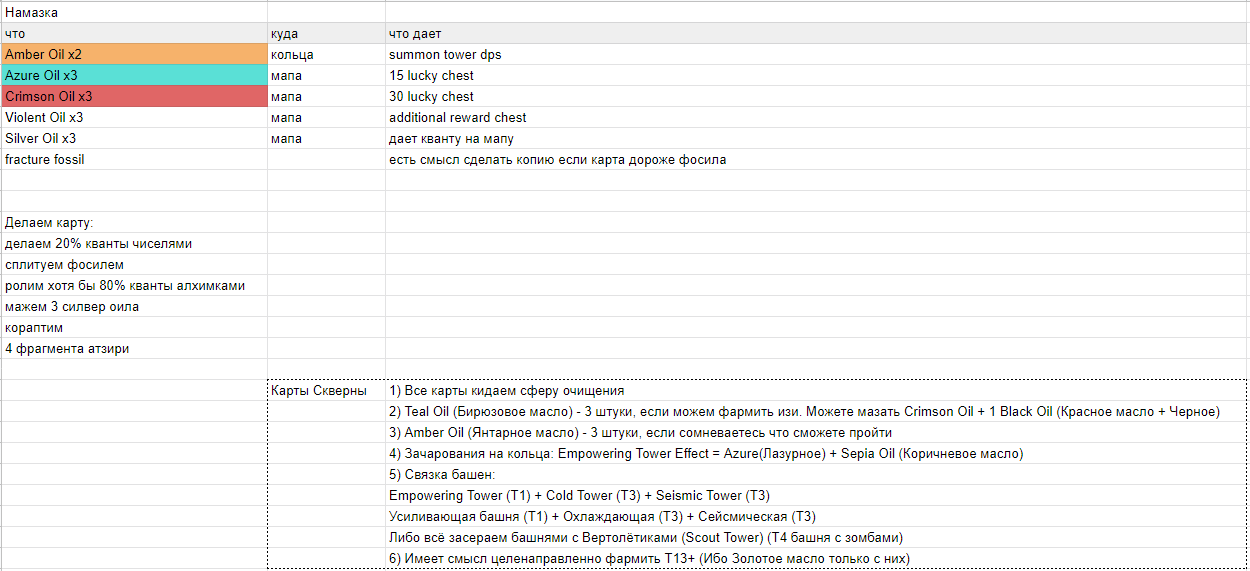 Намазка
что куда что дает
Amber Oil x2 кольца summon tower dps
Azure Oil x3 мапа 15 lucky chest
Crimson Oil x3 мапа 30 lucky chest
Violent Oil x3 мапа additional reward chest
Silver Oil x3 мапа дает кванту на мапу
fracture fossil есть смысл сделать копию если карта дороже фосила
Делаем карту:
делаем 20% кванты чиселями
сплитуем фосилем
ролим хотя бы 80% кванты алхимками
мажем 3 силвер оила
кораптим
4 фрагмента атзири
Карты Скверны 1) Все карты кидаем сферу очищения
2) Teal Oil (Бирюзовое масло) - 3 штуки, если можем фармить изи. Можете мазать Crimson Oil + 1 Black Oil (Красное масло + Черное)
3) Amber Oil (Янтарное масло) - 3 штуки, если сомневаетесь что сможете пройти
4) Зачарования на кольца: Empowering Tower Effect = Azure(Лазурное) + Sepia Oil (Коричневое масло)
5) Связка башен:
Empowering Tower (T1) + Cold Tower (T3) + Seismic Tower (T3)
Усиливающая башня (Т1) + Охлаждающая (Т3) + Сейсмическая (Т3)
Либо всё засераем башнями с Вертолётиками (Scout Tower) (Т4 башня с зомбами)
6) Имеет смысл целенаправленно фармить Т13+ (Ибо Золотое масло только с них)